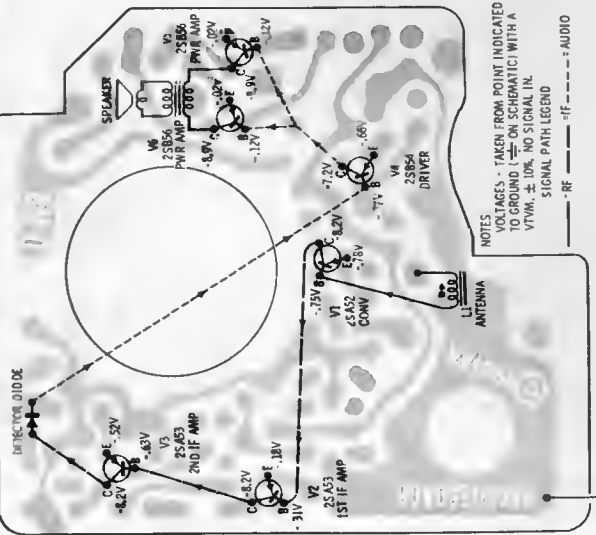 SPEAKER
V5
2SB56
PWR AMP
-.02V
-.12V
B
E
C
-8.9V
V6
2SB56
PWR AMP
-8.9V
-.02V
C
E
B
-.12V
-7.2V
C
-.66V
E
B
-.77V
V4
2SB54
DRIVER
DETECTOR DIODE
C
-8.2V
E
-.52V
B
-.63V
V3
2SA53
2ND IF AMP
-8.2V
C
E
-.18V
B
-.31V
V2
2SA53
1ST IF AMP
-.75V
B
C
-8.2V
E
-.78V
V1
2SA52
CONV
L1
ANTENNA
NOTES
VOLTAGES - TAKEN FROM POINT INDICATED
TO GROUND ( ON SCHEMATIC) WITH A
VTVM, ± 10%, NO SIGNAL IN.
SIGNAL PATH LEGEND
- RF - IF - AUDIO